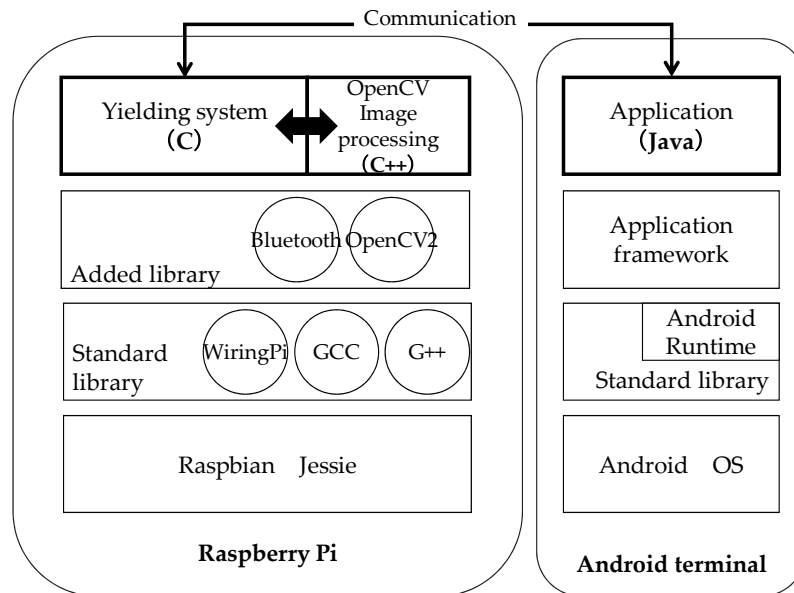 Communication
Yielding system
（C）
OpenCV
Image
processing
（C++）
Bluetooth
OpenCV2
Added library
WiringPi
GCC
G++
Standard
library
Raspbian Jessie
Raspberry Pi
Application
（Java）
Application
framework
Android
Runtime
Standard library
Android OS
Android terminal